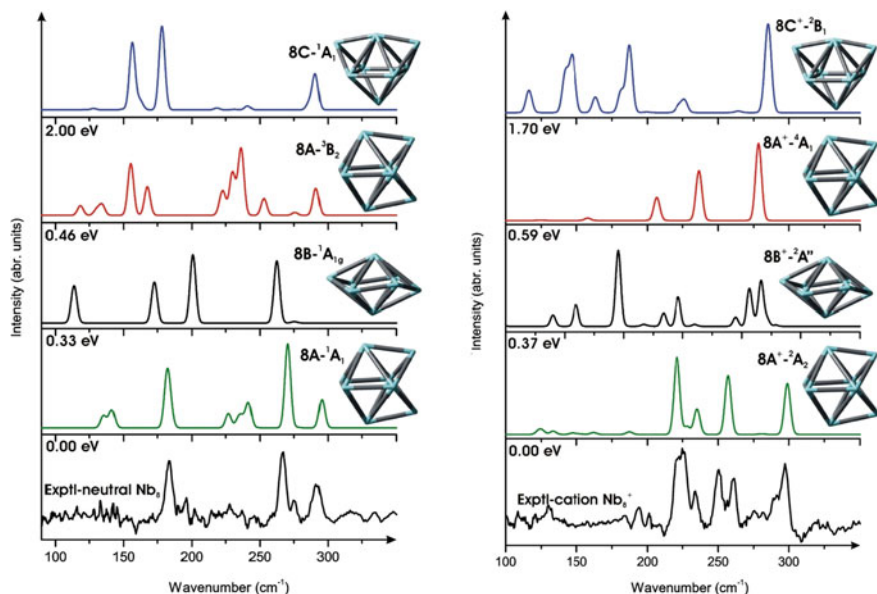 8C-¹A₁
2.00 eV
8A-³B₂
0.46 eV
8B-¹A₁g
0.33 eV
8A-¹A₁
0.00 eV
Exptl-neutral Nb₈
100 150 200 250 300
Wavenumber (cm⁻¹)
Intensity (abr. units)
8C⁺-²B₁
1.70 eV
8A⁺-⁴A₁
0.59 eV
8B⁺-²A"
0.37 eV
8A⁺-²A₂
0.00 eV
Exptl-cation Nb₈⁺
100 150 200 250 300
Wavenumber (cm⁻¹)
Intensity (abr. units)